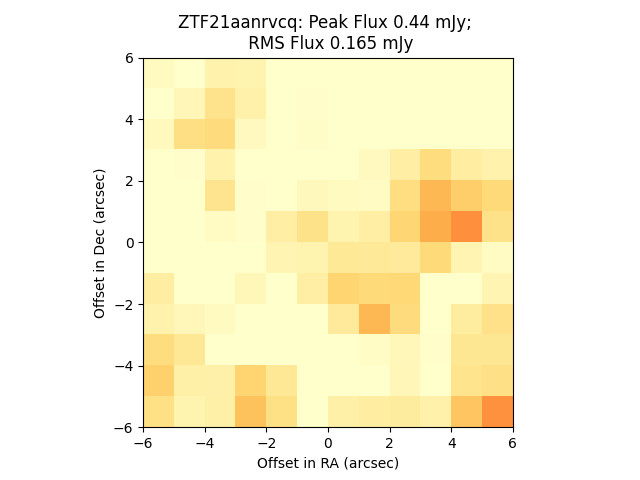 ZTF21aanrvcq: Peak Flux 0.44 mJy;
RMS Flux 0.165 mJy
6
4
2
0
−2
−4
−6
Offset in Dec (arcsec)
−6 −4 −2 0 2 4 6
Offset in RA (arcsec)